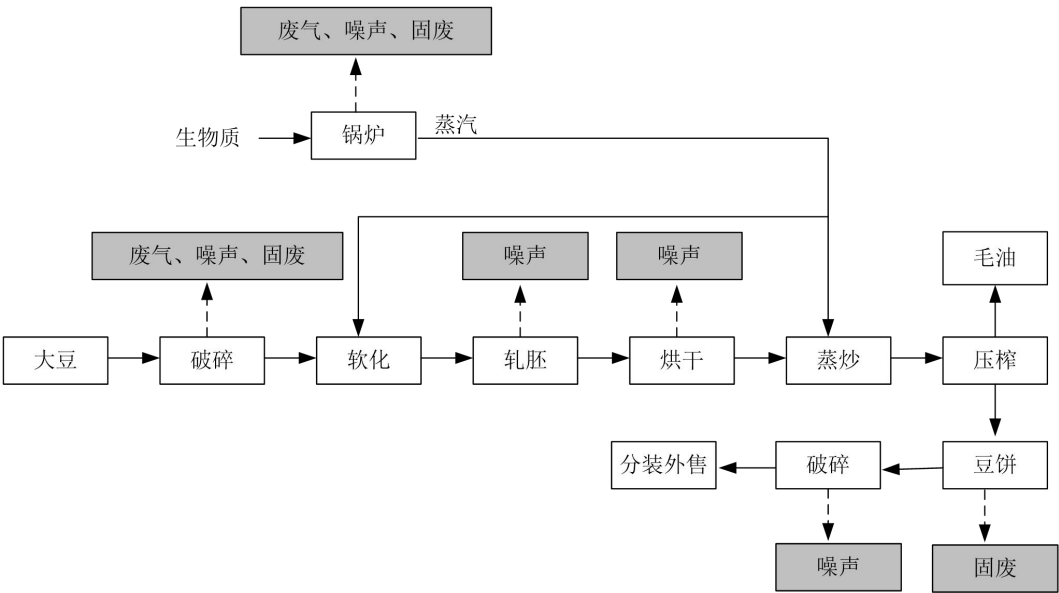 废气、噪声、固废
生物质
锅炉
蒸汽
废气、噪声、固废
噪声
噪声
毛油
大豆
破碎
软化
轧胚
烘干
蒸炒
压榨
分装外售
破碎
豆饼
噪声
固废